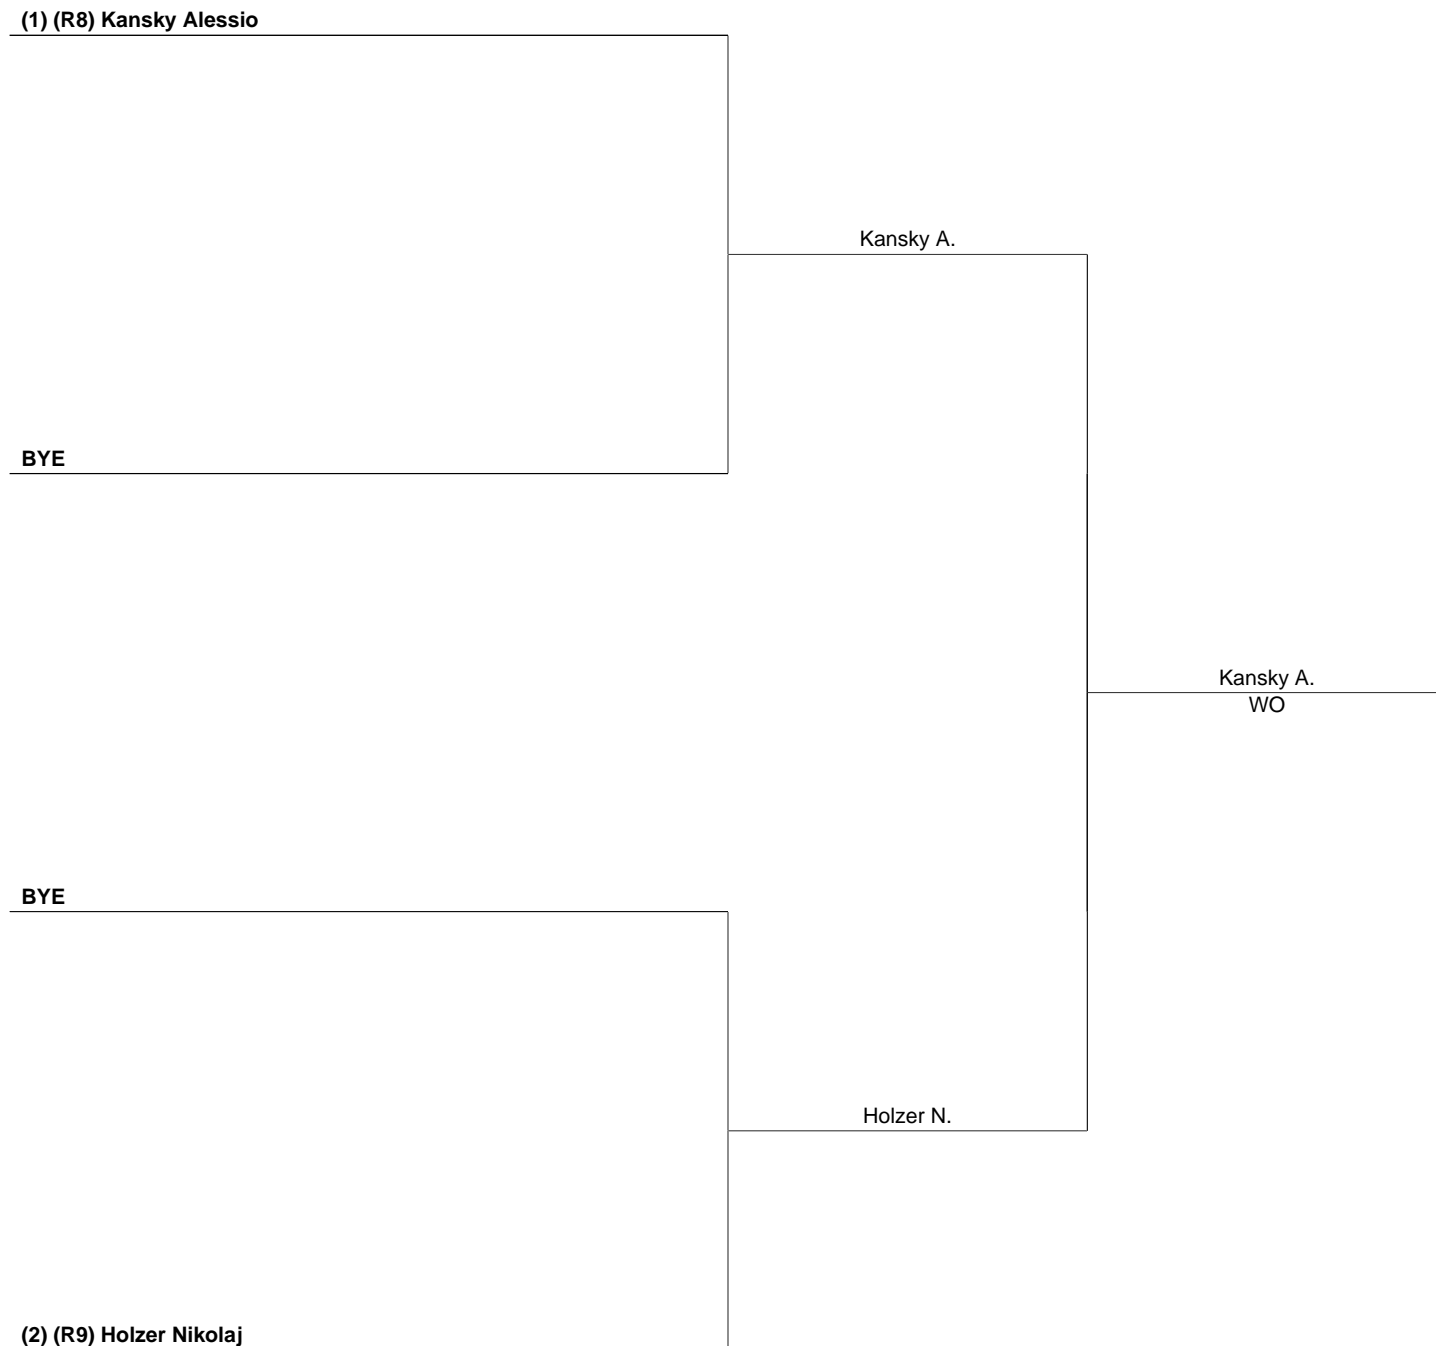 (1) (R8) Kansky Alessio
Kansky A.
BYE
Kansky A.
WO
BYE
Holzer N.
(2) (R9) Holzer Nikolaj